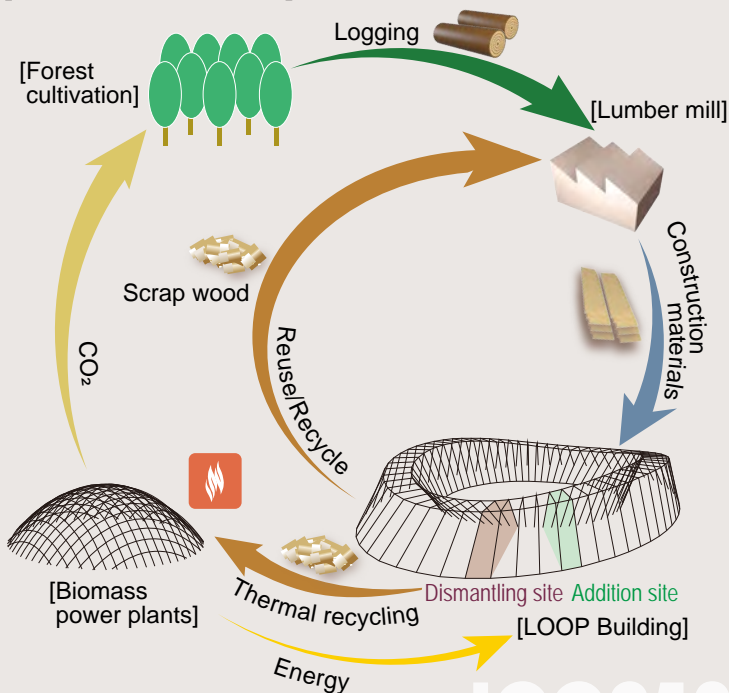 Logging
[Forest
cultivation]
[Lumber mill]
Construction
materials
Scrap wood
Reuse/Recycle
CO₂
[Biomass
power plants]
Thermal recycling
Dismantling site Addition site
[LOOP Building]
Energy